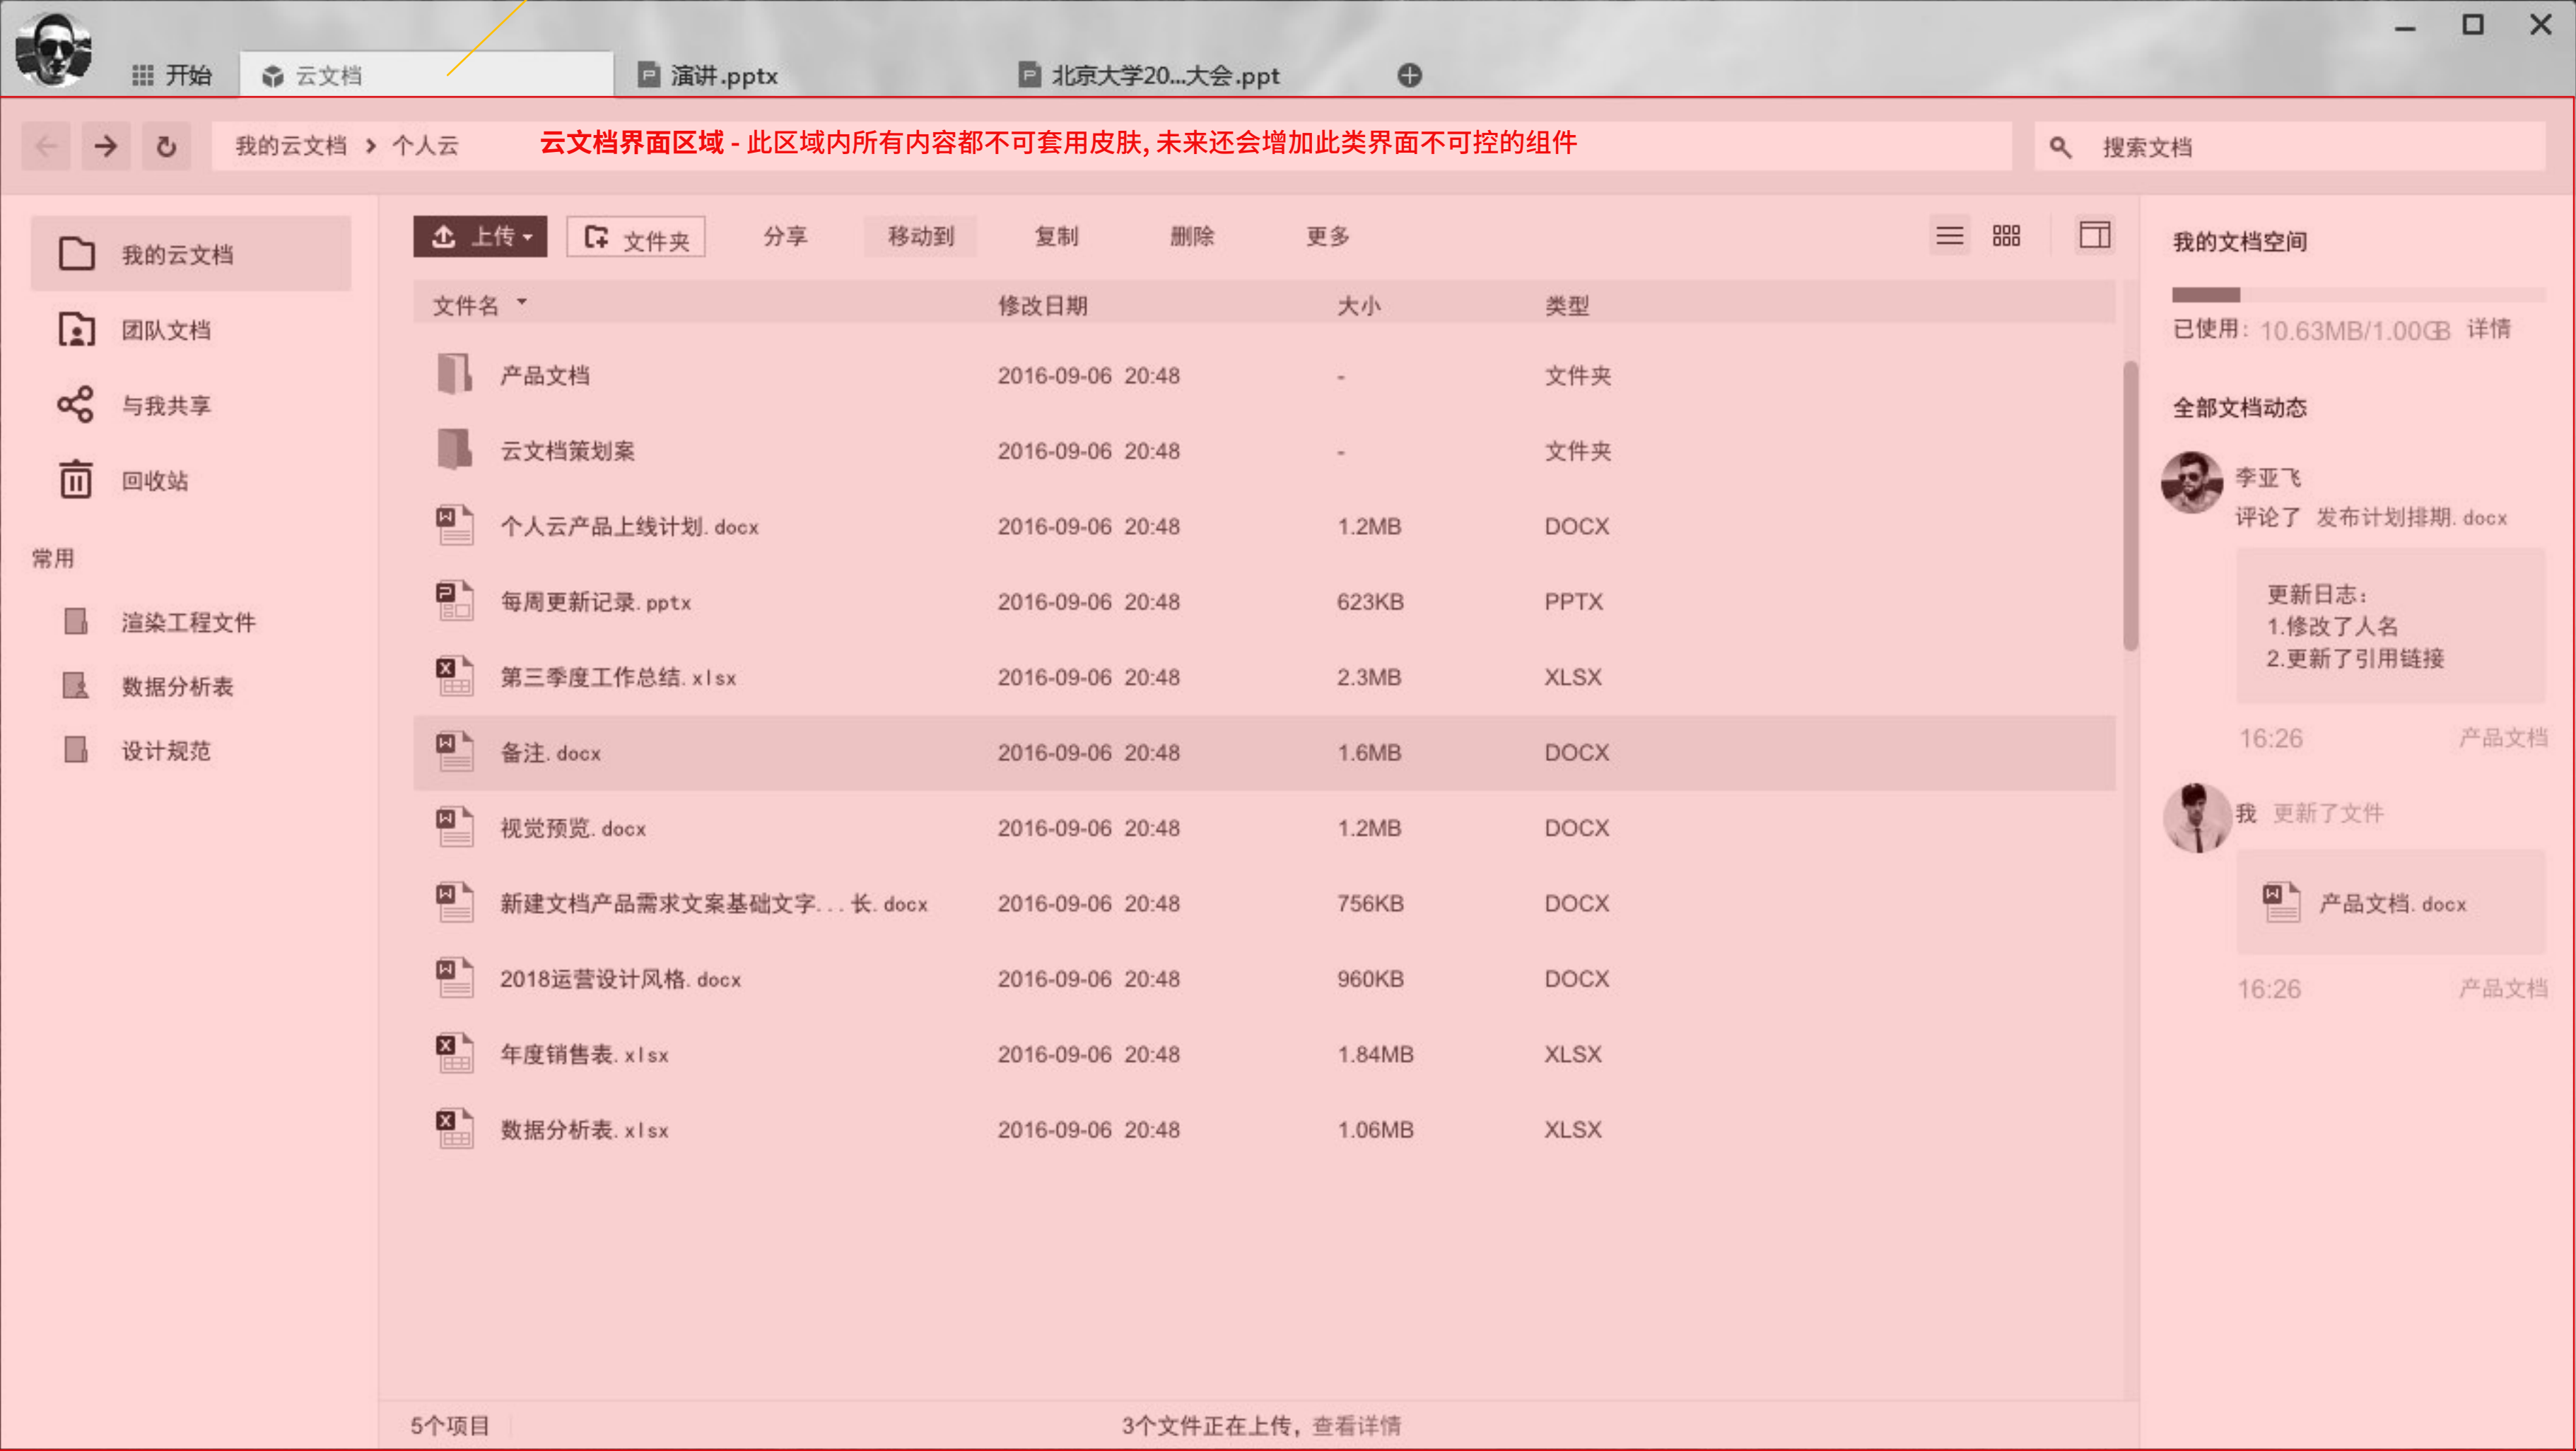 开始
云文档
演讲.pptx
北京大学20...大会.ppt
我的云文档 > 个人云
云文档界面区域 - 此区域内所有内容都不可套用皮肤, 未来还会增加此类界面不可控的组件
搜索文档
我的云文档
团队文档
与我共享
回收站
常用
渲染工程文件
数据分析表
设计规范
上传 文件夹 分享 移动到 复制 删除 更多
文件名 修改日期 大小 类型
产品文档 2016-09-06 20:48 - 文件夹
云文档策划案 2016-09-06 20:48 - 文件夹
个人云产品上线计划.docx 2016-09-06 20:48 1.2MB DOCX
每周更新记录.pptx 2016-09-06 20:48 623KB PPTX
第三季度工作总结.xlsx 2016-09-06 20:48 2.3MB XLSX
备注.docx 2016-09-06 20:48 1.6MB DOCX
视觉预览.docx 2016-09-06 20:48 1.2MB DOCX
新建文档产品需求文案基础文字...长.docx 2016-09-06 20:48 756KB DOCX
2018运营设计风格.docx 2016-09-06 20:48 960KB DOCX
年度销售表.xlsx 2016-09-06 20:48 1.84MB XLSX
数据分析表.xlsx 2016-09-06 20:48 1.06MB XLSX
5个项目
3个文件正在上传，查看详情
我的文档空间
已使用：10.63MB/1.00GB 详情
全部文档动态
李亚飞
评论了 发布计划排期.docx
更新日志：
1.修改了人名
2.更新了引用链接
16:26 产品文档
我 更新了文件
产品文档.docx
16:26 产品文档